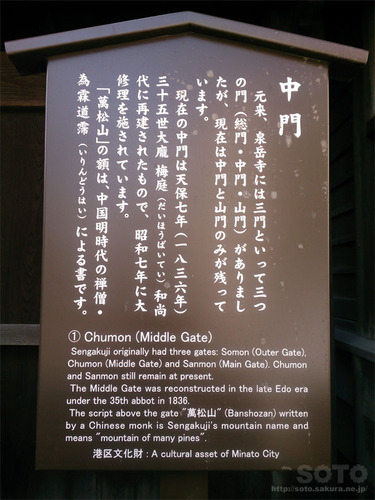 中門
元来、泉岳寺には三門といって三つ
の門（総門・中門・山門）がありまし
たが、現在は中門と山門のみが残って
います。
現在の中門は天保七年（一八三六年）
三十五世大龐 梅庭（だいほうばいてい）和尚
代に再建されたもので、昭和七年に大
修理を施されています。
「萬松山」の額は、中国明時代の禅僧・
為霖道霈（いりんどうはい）による書です。
① Chumon (Middle Gate)
Sengakuji originally had three gates: Somon (Outer Gate),
Chumon (Middle Gate) and Sanmon (Main Gate). Chumon
and Sanmon still remain at present.
The Middle Gate was reconstructed in the late Edo era
under the 35th abbot in 1836.
The script above the gate "萬松山" (Banshozan) written
by a Chinese monk is Sengakuji's mountain name and
means "mountain of many pines".
港区文化財 : A cultural asset of Minato City
SOTO
http://soto.sakura.ne.jp/